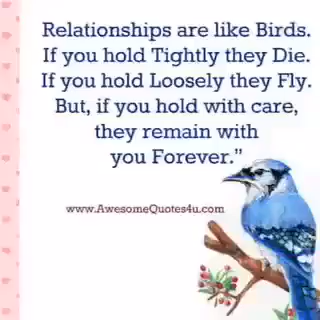 Relationships are like Birds.
If you hold Tightly they Die.
If you hold Loosely they Fly.
But, if you hold with care,
they remain with
you Forever.”
www.AwesomeQuotes4u.com